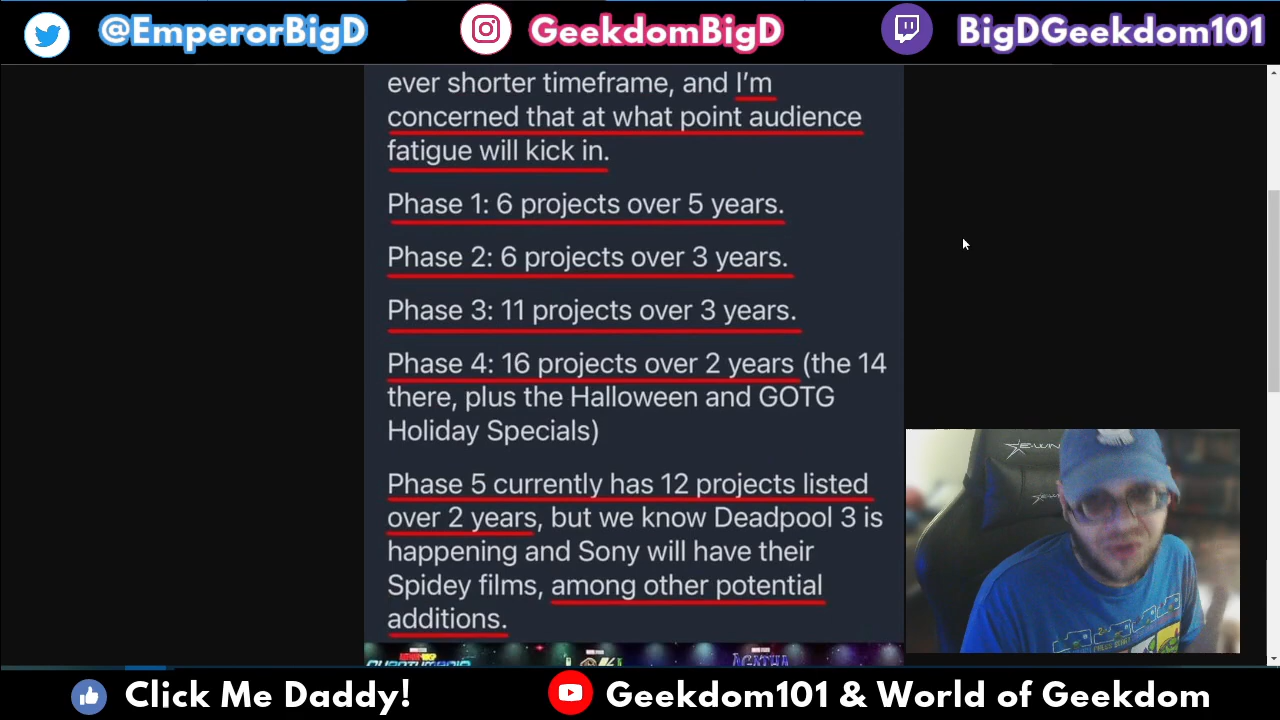 @EmperorBigD
GeekdomBigD
BigDGeekdom101
ever shorter timeframe, and I’m
concerned that at what point audience
fatigue will kick in.
Phase 1: 6 projects over 5 years.
Phase 2: 6 projects over 3 years.
Phase 3: 11 projects over 3 years.
Phase 4: 16 projects over 2 years (the 14
there, plus the Halloween and GOTG
Holiday Specials)
Phase 5 currently has 12 projects listed
over 2 years, but we know Deadpool 3 is
happening and Sony will have their
Spidey films, among other potential
additions.
QUANTUMANIA
AGATHA
Click Me Daddy!
Geekdom101 & World of Geekdom